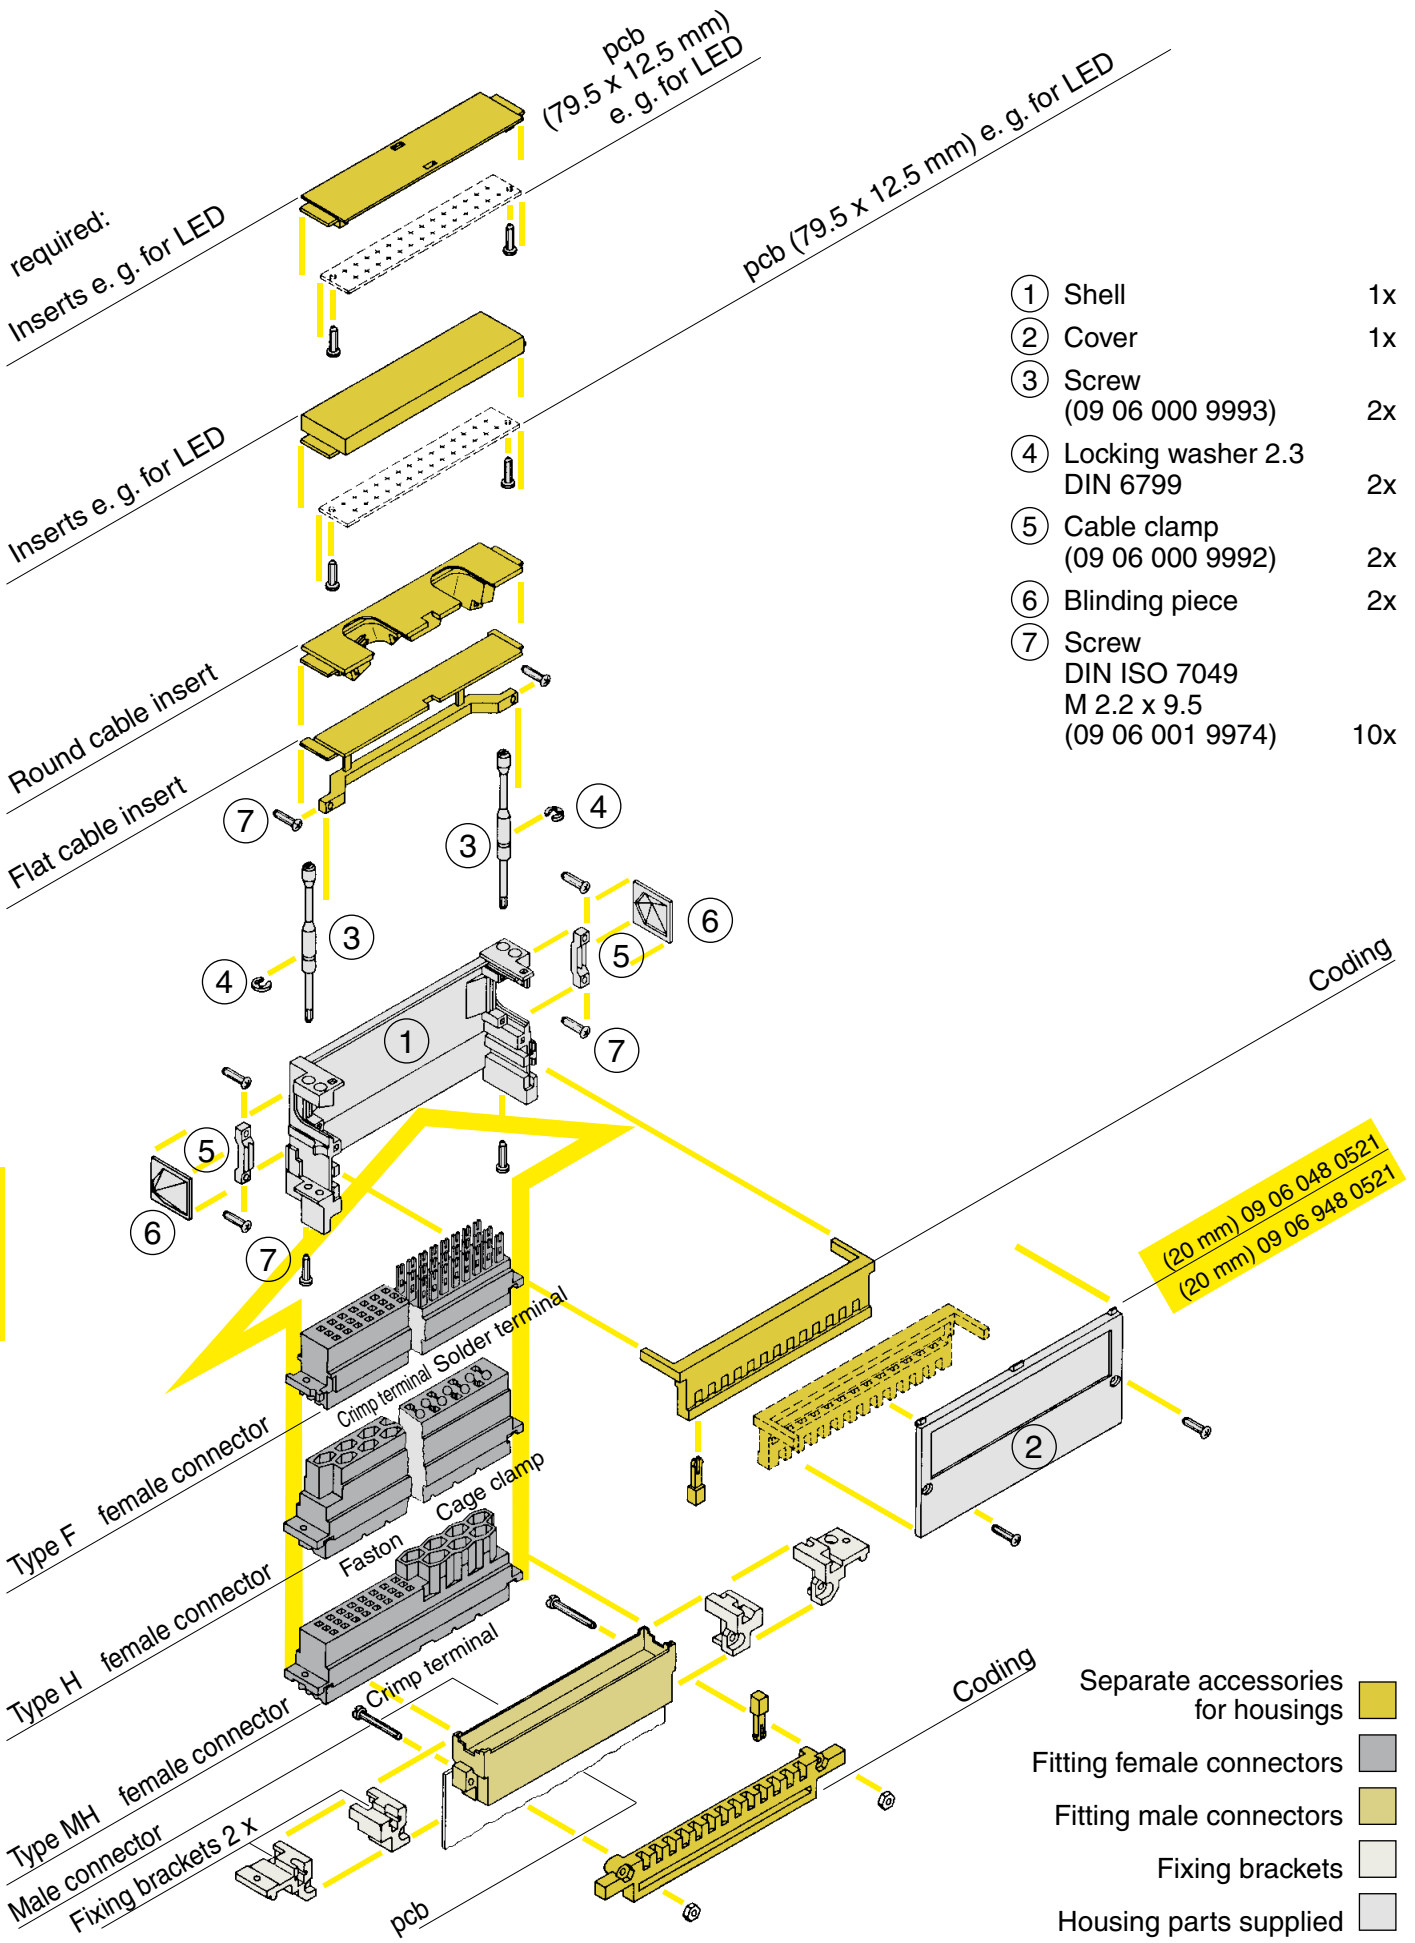 pcb
(79.5 x 12.5 mm)
e. g. for LED
required:
Inserts e. g. for LED
pcb (79.5 x 12.5 mm) e. g. for LED
Inserts e. g. for LED
Round cable insert
Flat cable insert
1 Shell 1x
2 Cover 1x
3 Screw
(09 06 000 9993) 2x
4 Locking washer 2.3
DIN 6799 2x
5 Cable clamp
(09 06 000 9992) 2x
6 Blinding piece 2x
7 Screw
DIN ISO 7049
M 2.2 x 9.5
(09 06 001 9974) 10x
7
4
3
6
3
5
4
1
7
5
6
7
Coding
(20 mm) 09 06 048 0521
(20 mm) 09 06 948 0521
2
Crimp terminal Solder terminal
Type F female connector
Faston Cage clamp
Type H female connector
Crimp terminal
Type MH female connector
Male connector
Fixing brackets 2 x
pcb
Coding
Separate accessories
for housings
Fitting female connectors
Fitting male connectors
Fixing brackets
Housing parts supplied